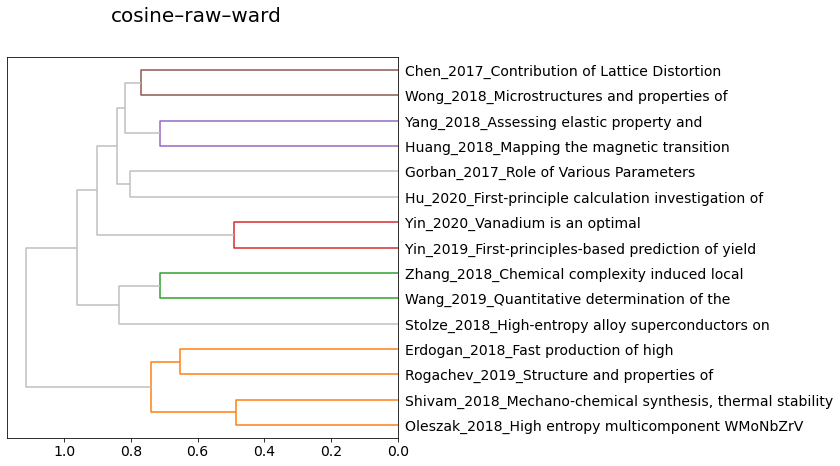 cosine–raw–ward
Chen_2017_Contribution of Lattice Distortion
Wong_2018_Microstructures and properties of
Yang_2018_Assessing elastic property and
Huang_2018_Mapping the magnetic transition
Gorban_2017_Role of Various Parameters
Hu_2020_First-principle calculation investigation of
Yin_2020_Vanadium is an optimal
Yin_2019_First-principles-based prediction of yield
Zhang_2018_Chemical complexity induced local
Wang_2019_Quantitative determination of the
Stolze_2018_High-entropy alloy superconductors on
Erdogan_2018_Fast production of high
Rogachev_2019_Structure and properties of
Shivam_2018_Mechano-chemical synthesis, thermal stability
Oleszak_2018_High entropy multicomponent WMoNbZrV
1.0 0.8 0.6 0.4 0.2 0.0